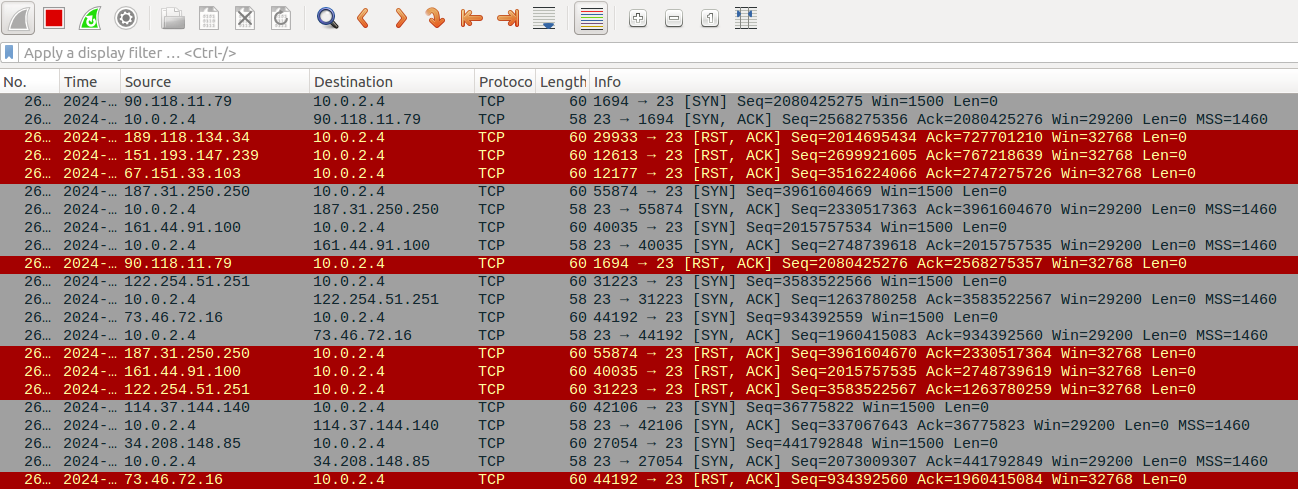 Apply a display filter … <Ctrl-/>
No. Time Source Destination Protoco Length Info
26… 2024-… 90.118.11.79 10.0.2.4 TCP 60 1694 → 23 [SYN] Seq=2080425275 Win=1500 Len=0
26… 2024-… 10.0.2.4 90.118.11.79 TCP 58 23 → 1694 [SYN, ACK] Seq=2568275356 Ack=2080425276 Win=29200 Len=0 MSS=1460
26… 2024-… 189.118.134.34 10.0.2.4 TCP 60 29933 → 23 [RST, ACK] Seq=2014695434 Ack=727701210 Win=32768 Len=0
26… 2024-… 151.193.147.239 10.0.2.4 TCP 60 12613 → 23 [RST, ACK] Seq=2699921605 Ack=767218639 Win=32768 Len=0
26… 2024-… 67.151.33.103 10.0.2.4 TCP 60 12177 → 23 [RST, ACK] Seq=3516224066 Ack=2747275726 Win=32768 Len=0
26… 2024-… 187.31.250.250 10.0.2.4 TCP 60 55874 → 23 [SYN] Seq=3961604669 Win=1500 Len=0
26… 2024-… 10.0.2.4 187.31.250.250 TCP 58 23 → 55874 [SYN, ACK] Seq=2330517363 Ack=3961604670 Win=29200 Len=0 MSS=1460
26… 2024-… 161.44.91.100 10.0.2.4 TCP 60 40035 → 23 [SYN] Seq=2015757534 Win=1500 Len=0
26… 2024-… 10.0.2.4 161.44.91.100 TCP 58 23 → 40035 [SYN, ACK] Seq=2748739618 Ack=2015757535 Win=29200 Len=0 MSS=1460
26… 2024-… 90.118.11.79 10.0.2.4 TCP 60 1694 → 23 [RST, ACK] Seq=2080425276 Ack=2568275357 Win=32768 Len=0
26… 2024-… 122.254.51.251 10.0.2.4 TCP 60 31223 → 23 [SYN] Seq=3583522566 Win=1500 Len=0
26… 2024-… 10.0.2.4 122.254.51.251 TCP 58 23 → 31223 [SYN, ACK] Seq=1263780258 Ack=3583522567 Win=29200 Len=0 MSS=1460
26… 2024-… 73.46.72.16 10.0.2.4 TCP 60 44192 → 23 [SYN] Seq=934392559 Win=1500 Len=0
26… 2024-… 10.0.2.4 73.46.72.16 TCP 58 23 → 44192 [SYN, ACK] Seq=1960415083 Ack=934392560 Win=29200 Len=0 MSS=1460
26… 2024-… 187.31.250.250 10.0.2.4 TCP 60 55874 → 23 [RST, ACK] Seq=3961604670 Ack=2330517364 Win=32768 Len=0
26… 2024-… 161.44.91.100 10.0.2.4 TCP 60 40035 → 23 [RST, ACK] Seq=2015757535 Ack=2748739619 Win=32768 Len=0
26… 2024-… 122.254.51.251 10.0.2.4 TCP 60 31223 → 23 [RST, ACK] Seq=3583522567 Ack=1263780259 Win=32768 Len=0
26… 2024-… 114.37.144.140 10.0.2.4 TCP 60 42106 → 23 [SYN] Seq=36775822 Win=1500 Len=0
26… 2024-… 10.0.2.4 114.37.144.140 TCP 58 23 → 42106 [SYN, ACK] Seq=337067643 Ack=36775823 Win=29200 Len=0 MSS=1460
26… 2024-… 34.208.148.85 10.0.2.4 TCP 60 27054 → 23 [SYN] Seq=441792848 Win=1500 Len=0
26… 2024-… 10.0.2.4 34.208.148.85 TCP 58 23 → 27054 [SYN, ACK] Seq=2073009307 Ack=441792849 Win=29200 Len=0 MSS=1460
26… 2024-… 73.46.72.16 10.0.2.4 TCP 60 44192 → 23 [RST, ACK] Seq=934392560 Ack=1960415084 Win=32768 Len=0